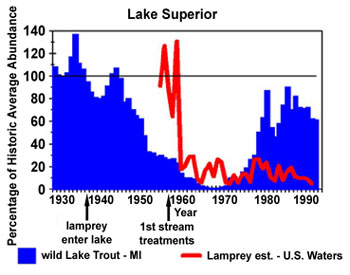 Lake Superior
Percentage of Historic Average Abundance
140
120
100
80
60
40
20
0
1930 1940 1950 1960 1970 1980 1990
Year
lamprey
enter lake
1st stream
treatments
wild Lake Trout - MI
Lamprey est. - U.S. Waters